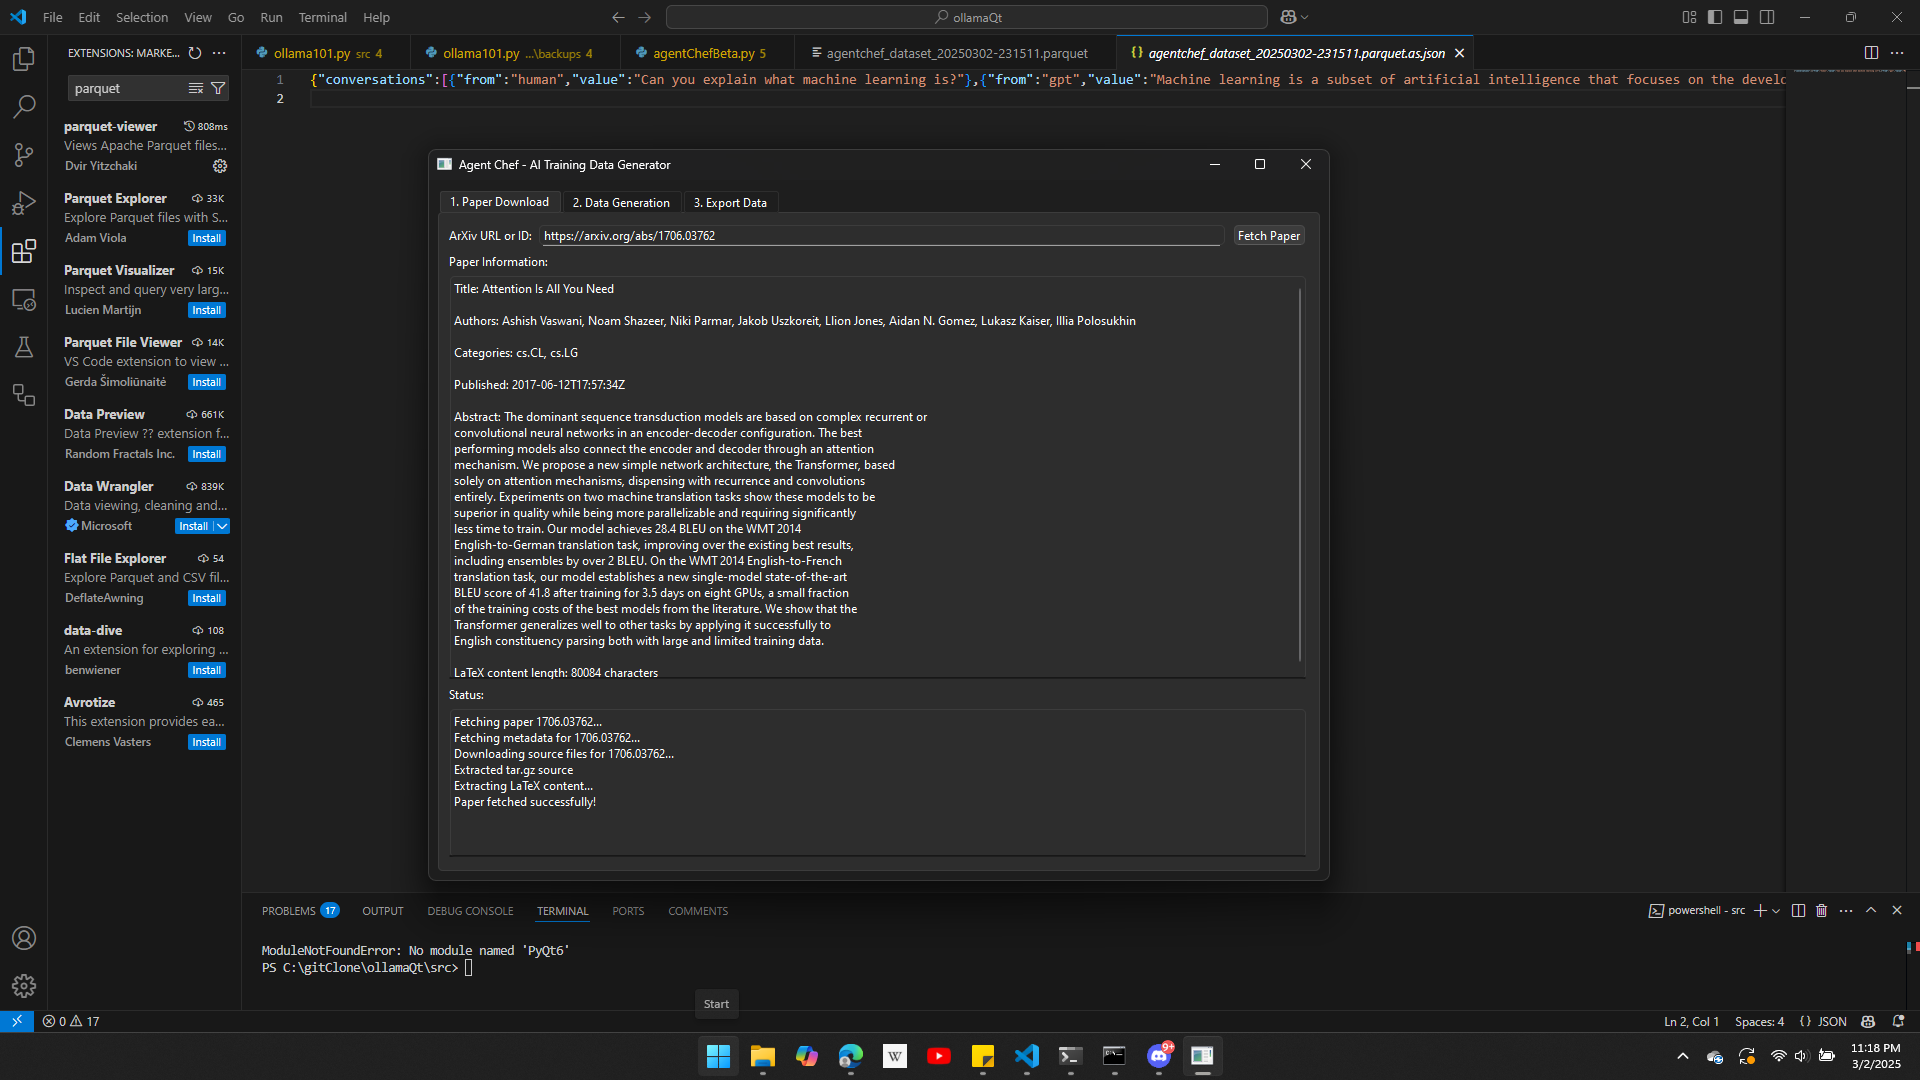 File Edit Selection View Go Run Terminal Help
ollamaQt
EXTENSIONS: MARKE...
ollama101.py src 4
ollama101.py ...\backups 4
agentChefBeta.py 5
agentchef_dataset_20250302-231511.parquet
{} agentchef_dataset_20250302-231511.parquet.as.json
parquet
1 {"conversations":[{"from":"human","value":"Can you explain what machine learning is?"},{"from":"gpt","value":"Machine learning is a subset of artificial intelligence that focuses on the develo
2
parquet-viewer 808ms
Views Apache Parquet files...
Dvir Yitzchaki
Parquet Explorer 33K
Explore Parquet files with S...
Adam Viola Install
Parquet Visualizer 15K
Inspect and query very larg...
Lucien Martijn Install
Parquet File Viewer 14K
VS Code extension to view ...
Gerda Šimoliūnaitė Install
Data Preview 661K
Data Preview ?? extension f...
Random Fractals Inc. Install
Data Wrangler 839K
Data viewing, cleaning and...
Microsoft Install
Flat File Explorer 54
Explore Parquet and CSV fil...
DeflateAwning Install
data-dive 108
An extension for exploring ...
benwiener Install
Avrotize 465
This extension provides ea...
Clemens Vasters Install
Agent Chef - AI Training Data Generator
1. Paper Download 2. Data Generation 3. Export Data
ArXiv URL or ID: https://arxiv.org/abs/1706.03762 Fetch Paper
Paper Information:
Title: Attention Is All You Need
Authors: Ashish Vaswani, Noam Shazeer, Niki Parmar, Jakob Uszkoreit, Llion Jones, Aidan N. Gomez, Lukasz Kaiser, Illia Polosukhin
Categories: cs.CL, cs.LG
Published: 2017-06-12T17:57:34Z
Abstract: The dominant sequence transduction models are based on complex recurrent or
convolutional neural networks in an encoder-decoder configuration. The best
performing models also connect the encoder and decoder through an attention
mechanism. We propose a new simple network architecture, the Transformer, based
solely on attention mechanisms, dispensing with recurrence and convolutions
entirely. Experiments on two machine translation tasks show these models to be
superior in quality while being more parallelizable and requiring significantly
less time to train. Our model achieves 28.4 BLEU on the WMT 2014
English-to-German translation task, improving over the existing best results,
including ensembles by over 2 BLEU. On the WMT 2014 English-to-French
translation task, our model establishes a new single-model state-of-the-art
BLEU score of 41.8 after training for 3.5 days on eight GPUs, a small fraction
of the training costs of the best models from the literature. We show that the
Transformer generalizes well to other tasks by applying it successfully to
English constituency parsing both with large and limited training data.
LaTeX content length: 80084 characters
Status:
Fetching paper 1706.03762...
Fetching metadata for 1706.03762...
Downloading source files for 1706.03762...
Extracted tar.gz source
Extracting LaTeX content...
Paper fetched successfully!
PROBLEMS 17 OUTPUT DEBUG CONSOLE TERMINAL PORTS COMMENTS
powershell - src
ModuleNotFoundError: No module named 'PyQt6'
PS C:\gitClone\ollamaQt\src>
Start
0 17
Ln 2, Col 1 Spaces: 4 {} JSON
W
9+
11:18 PM
3/2/2025